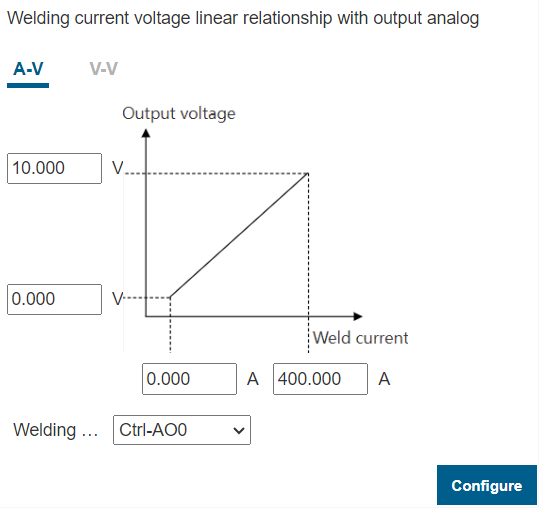 Welding current voltage linear relationship with output analog
A-V V-V
Output voltage
10.000 V
0.000 V
Weld current
0.000 A 400.000 A
Welding ... Ctrl-AO0
Configure